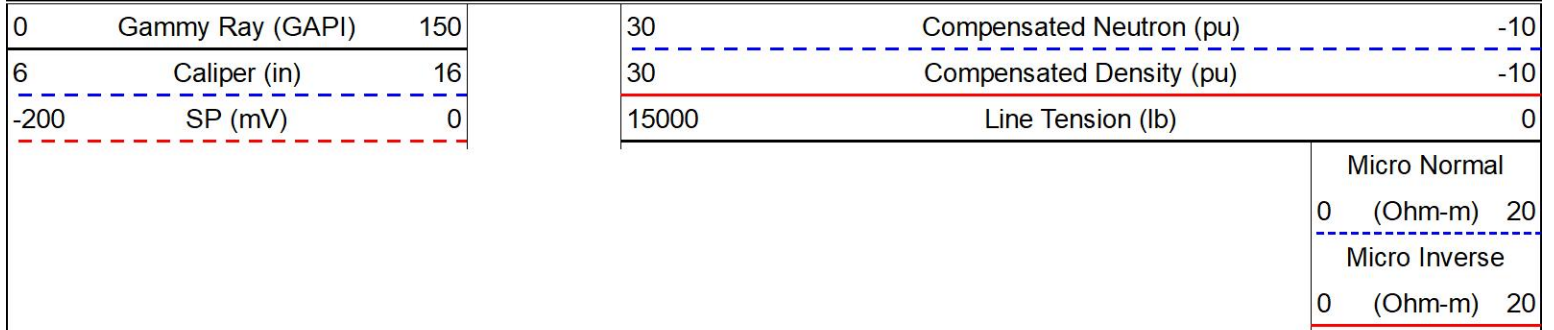 0 Gammy Ray (GAPI) 150
30 Compensated Neutron (pu) -10
6 Caliper (in) 16
30 Compensated Density (pu) -10
-200 SP (mV) 0
15000 Line Tension (lb) 0
Micro Normal
0 (Ohm-m) 20
Micro Inverse
0 (Ohm-m) 20